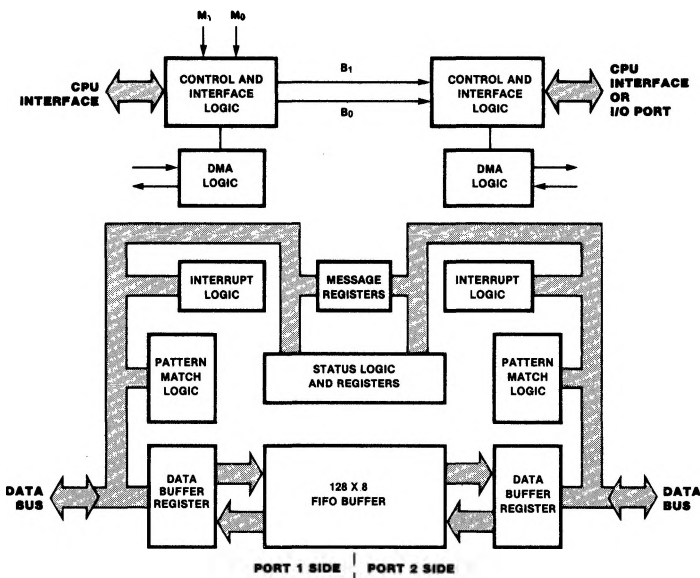 M₁ M₀
CPU
INTERFACE
CONTROL AND
INTERFACE
LOGIC
B₁
B₀
CONTROL AND
INTERFACE
LOGIC
CPU
INTERFACE
OR
I/O PORT
DMA
LOGIC
DMA
LOGIC
INTERRUPT
LOGIC
MESSAGE
REGISTERS
INTERRUPT
LOGIC
PATTERN
MATCH
LOGIC
STATUS LOGIC
AND REGISTERS
PATTERN
MATCH
LOGIC
DATA
BUS
DATA
BUFFER
REGISTER
128 X 8
FIFO BUFFER
DATA
BUFFER
REGISTER
DATA
BUS
PORT 1 SIDE | PORT 2 SIDE